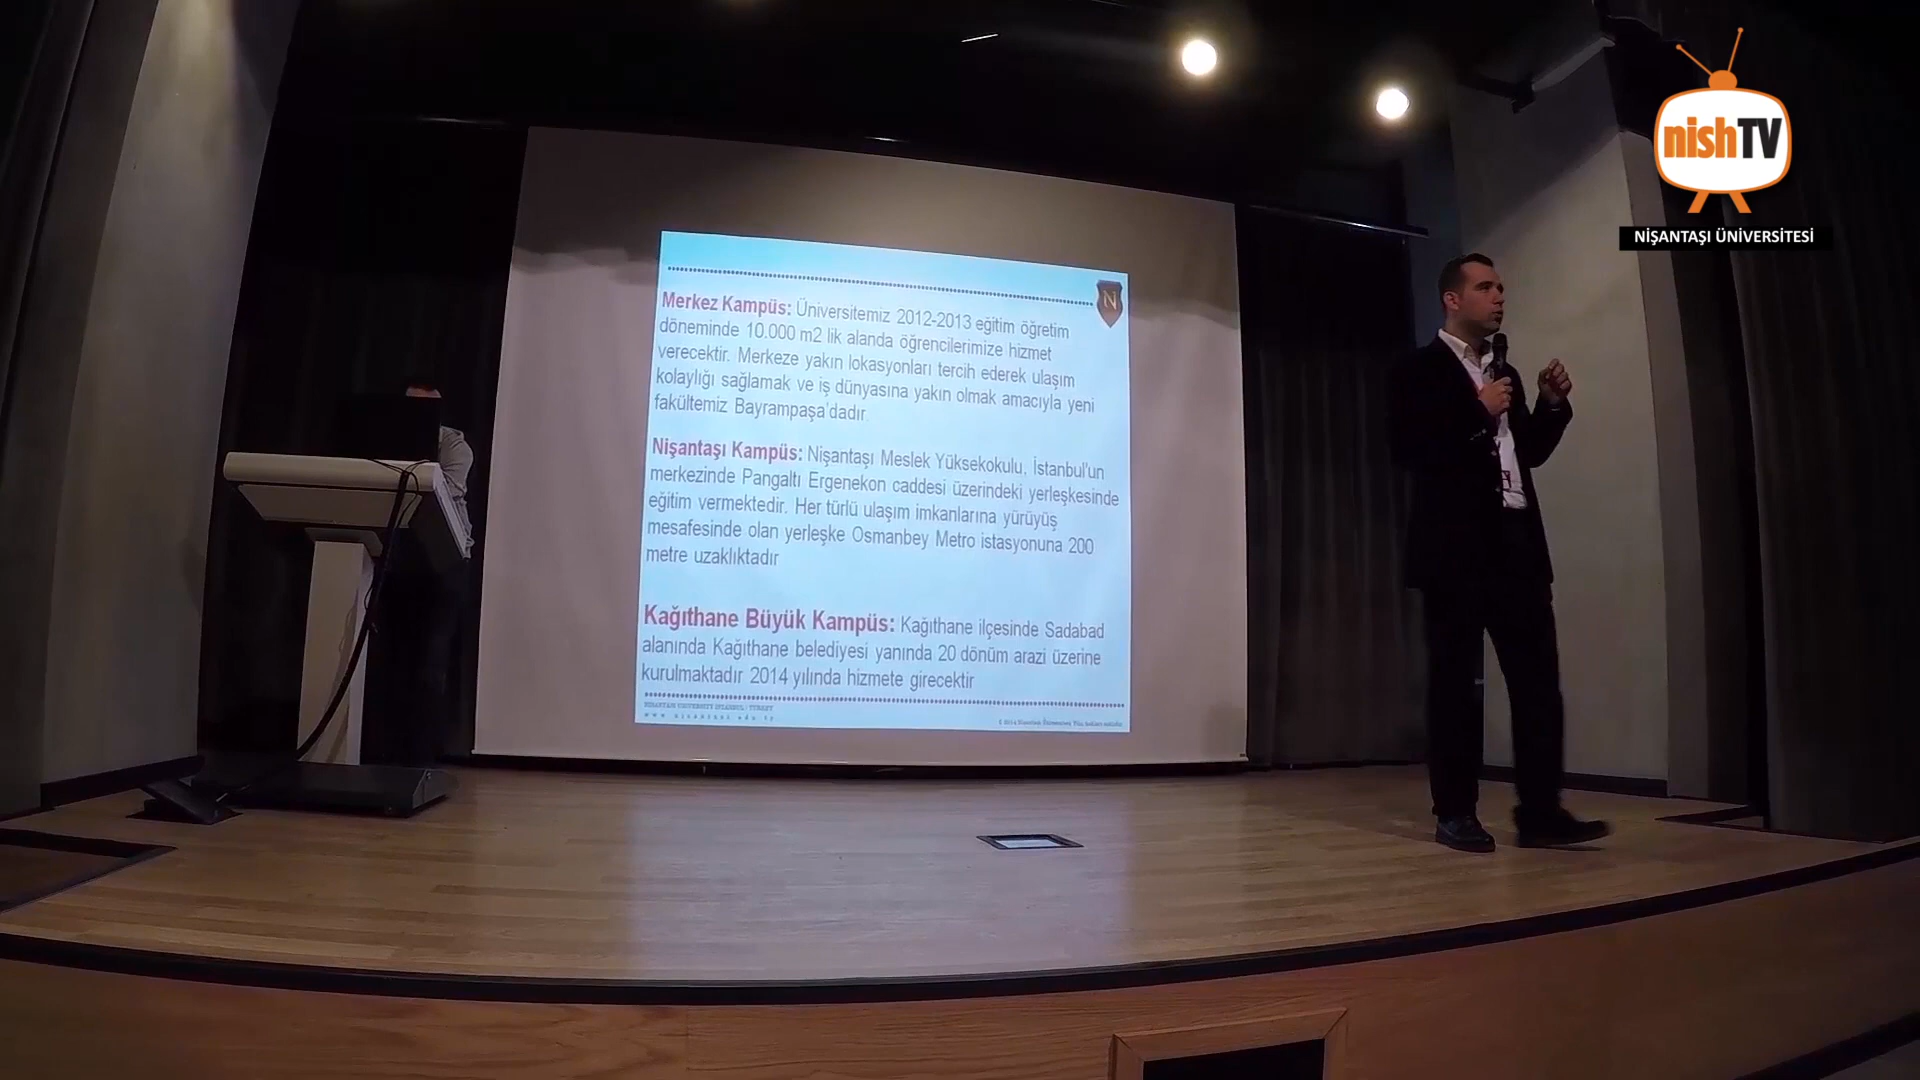 nishTV
NİŞANTAŞI ÜNİVERSİTESİ
N
Merkez Kampüs: Üniversitemiz 2012-2013 eğitim öğretim
döneminde 10.000 m2 lik alanda öğrencilerimize hizmet
verecektir. Merkeze yakın lokasyonları tercih ederek ulaşım
kolaylığı sağlamak ve iş dünyasına yakın olmak amacıyla yeni
fakültemiz Bayrampaşa'dadır
Nişantaşı Kampüs: Nişantaşı Meslek Yüksekokulu, İstanbul'un
merkezinde Pangaltı Ergenekon caddesi üzerindeki yerleşkesinde
eğitim vermektedir. Her türlü ulaşım imkanlarına yürüyüş
mesafesinde olan yerleşke Osmanbey Metro istasyonuna 200
metre uzaklıktadır
Kağıthane Büyük Kampüs: Kağıthane ilçesinde Sadabad
alanında Kağıthane belediyesi yanında 20 dönüm arazi üzerine
kurulmaktadır 2014 yılında hizmete girecektir
NISANTASI UNIVERSITY ISTANBUL / TURKEY